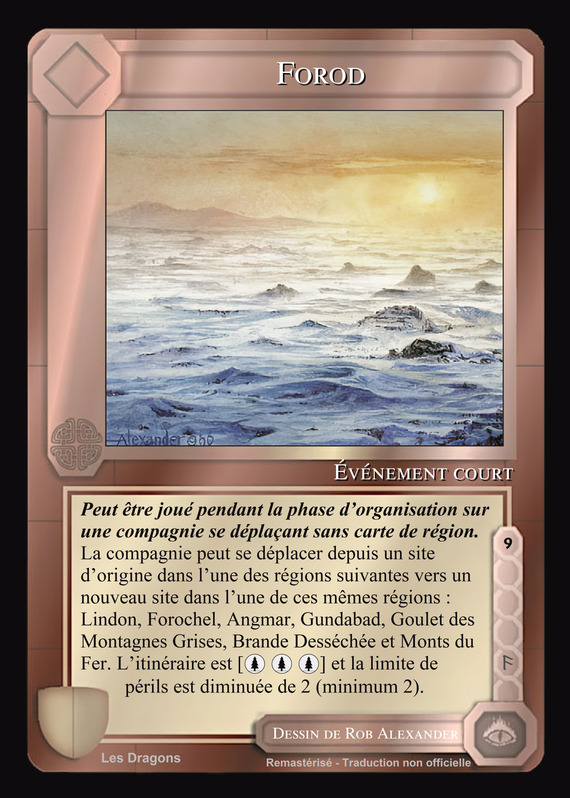 Forod
Alexander ©96
Événement court
Peut être joué pendant la phase d'organisation sur
une compagnie se déplaçant sans carte de région.
La compagnie peut se déplacer depuis un site
d'origine dans l'une des régions suivantes vers un
nouveau site dans l'une de ces mêmes régions :
Lindon, Forochel, Angmar, Gundabad, Goulet des
Montagnes Grises, Brande Desséchée et Monts du
Fer. L'itinéraire est [ ] et la limite de
périls est diminuée de 2 (minimum 2).
9
ᚨ
Dessin de Rob Alexander
Les Dragons
Remastérisé - Traduction non officielle